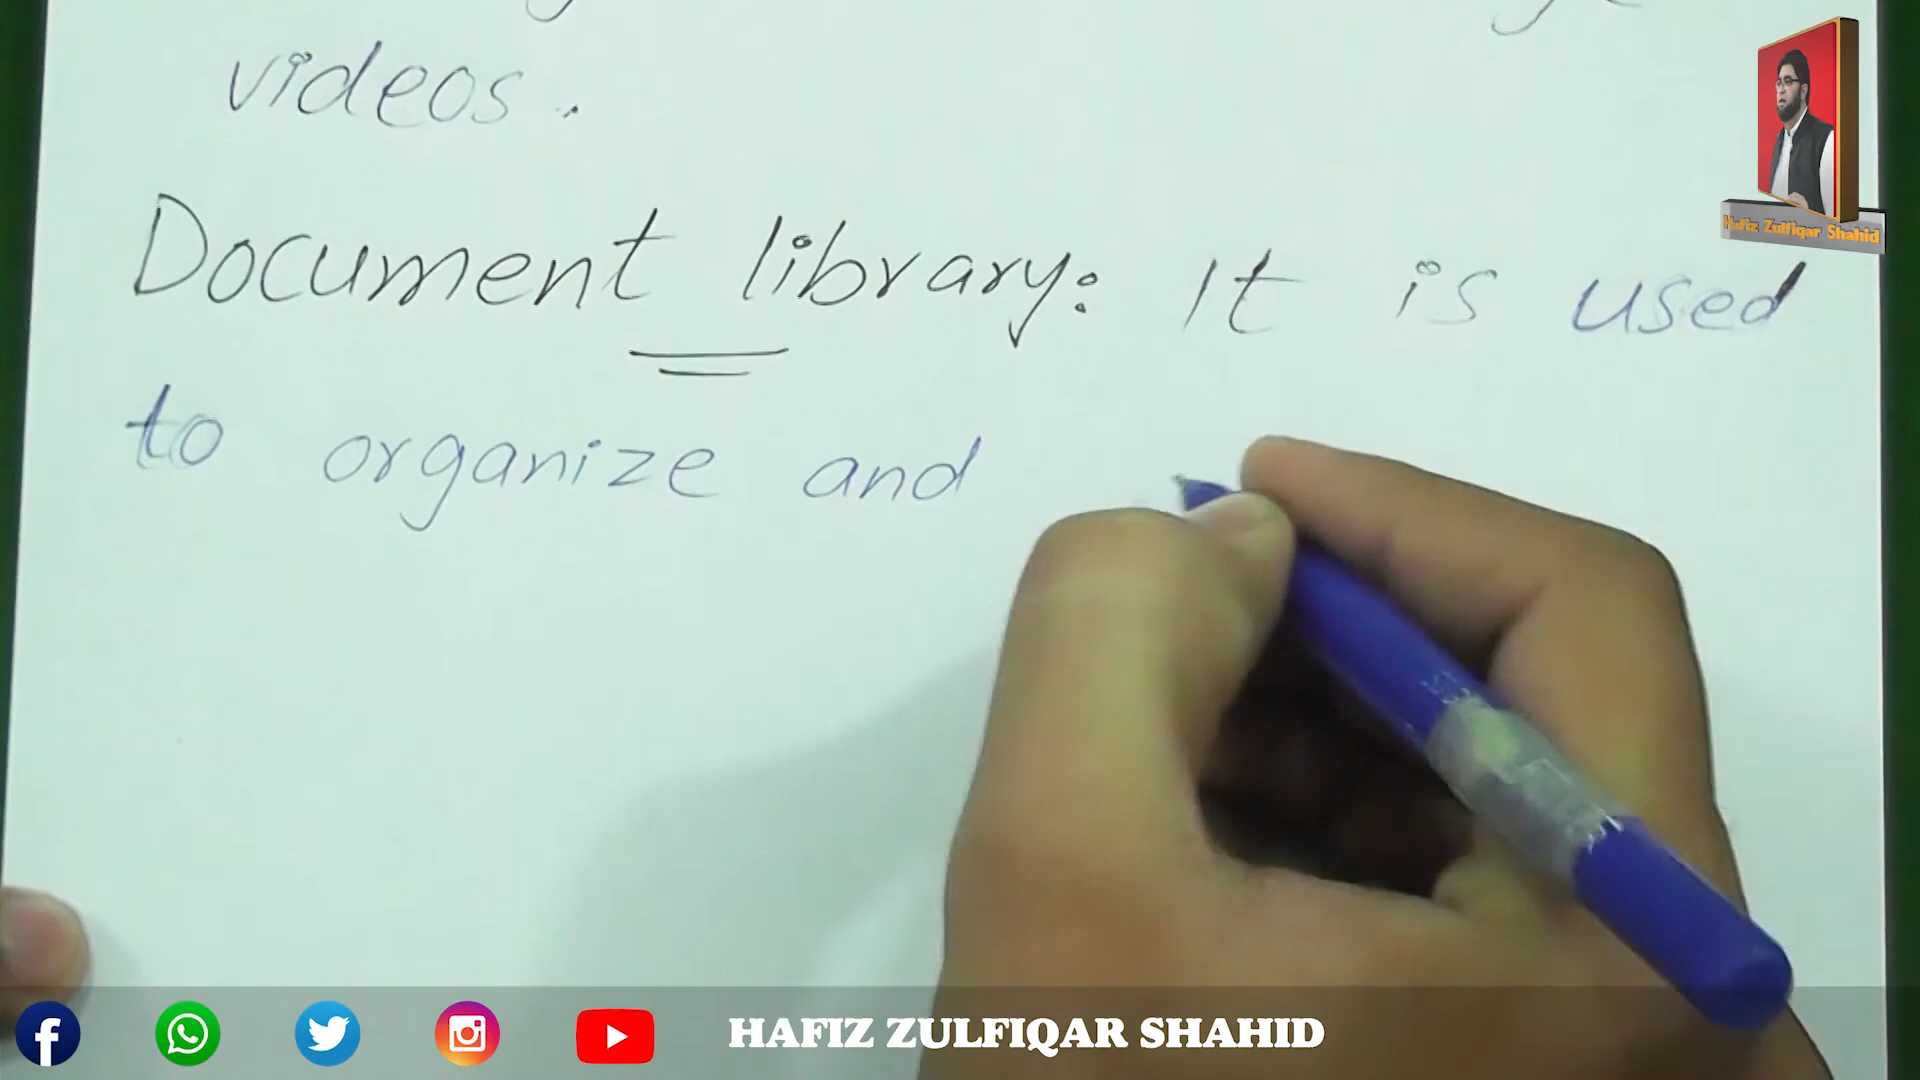 videos.
Document library: It is used
to organize and
Hafiz Zulfiqar Shahid
HAFIZ ZULFIQAR SHAHID